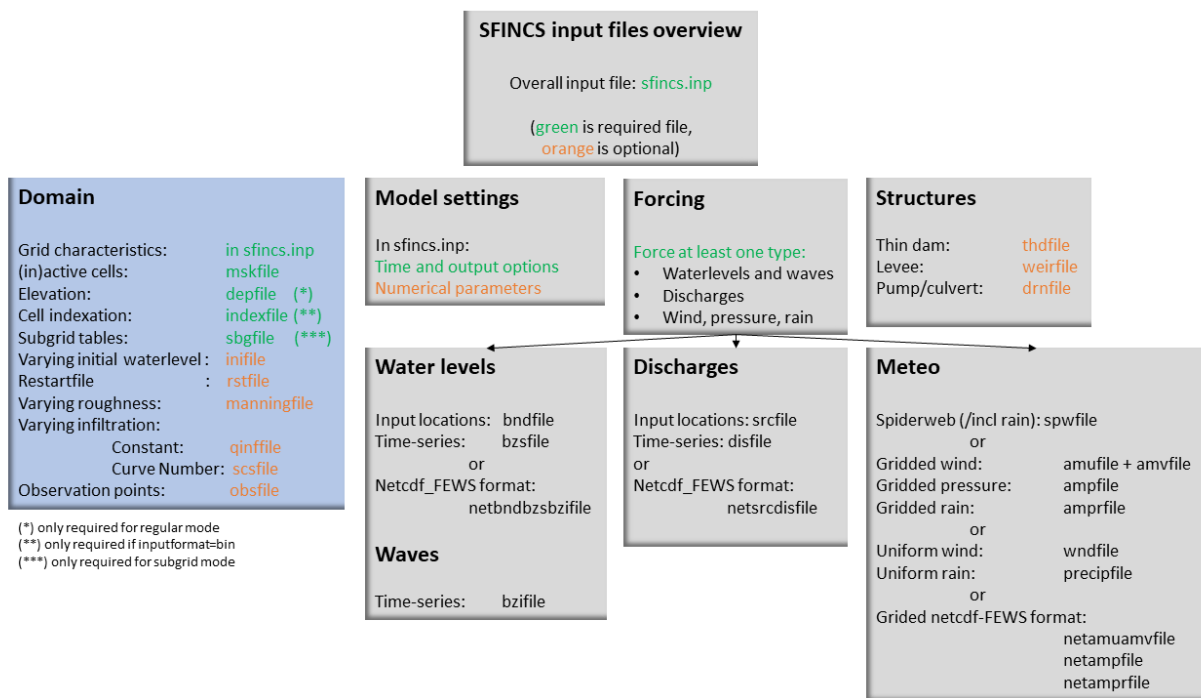 SFINCS input files overview
Overall input file: sfincs.inp
(green is required file,
orange is optional)
Domain
Grid characteristics: in sfincs.inp
(in)active cells: mskfile
Elevation: depfile (*)
Cell indexation: indexfile (**)
Subgrid tables: sbgfile (***)
Varying initial waterlevel : inifile
Restartfile : rstfile
Varying roughness: manningfile
Varying infiltration:
Constant: qinffile
Curve Number: scsfile
Observation points: obsfile
(*) only required for regular mode
(**) only required if inputformat=bin
(***) only required for subgrid mode
Model settings
In sfincs.inp:
Time and output options
Numerical parameters
Forcing
Force at least one type:
• Waterlevels and waves
• Discharges
• Wind, pressure, rain
Structures
Thin dam: thdfile
Levee: weirfile
Pump/culvert: drnfile
Water levels
Input locations: bndfile
Time-series: bzsfile
or
Netcdf_FEWS format:
netbndbzsbzifile
Waves
Time-series: bzifile
Discharges
Input locations: srcfile
Time-series: disfile
or
Netcdf_FEWS format:
netsrcdisfile
Meteo
Spiderweb (/incl rain): spwfile
or
Gridded wind: amufile + amvfile
Gridded pressure: ampfile
Gridded rain: amprfile
or
Uniform wind: wndfile
Uniform rain: precipfile
or
Grided netcdf-FEWS format:
netamuamvfile
netampfile
netamprfile